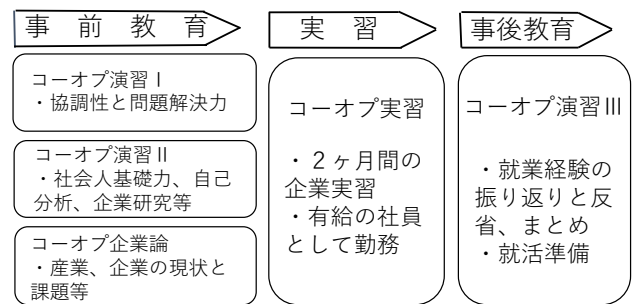 事前教育
コーオプ演習Ⅰ
・協調性と問題解決力
コーオプ演習Ⅱ
・社会人基礎力、自己
分析、企業研究等
コーオプ企業論
・産業、企業の現状と
課題等
実習
コーオプ実習
・２ヶ月間の
企業実習
・有給の社員
として勤務
事後教育
コーオプ演習Ⅲ
・就業経験の
振り返りと反
省、まとめ
・就活準備